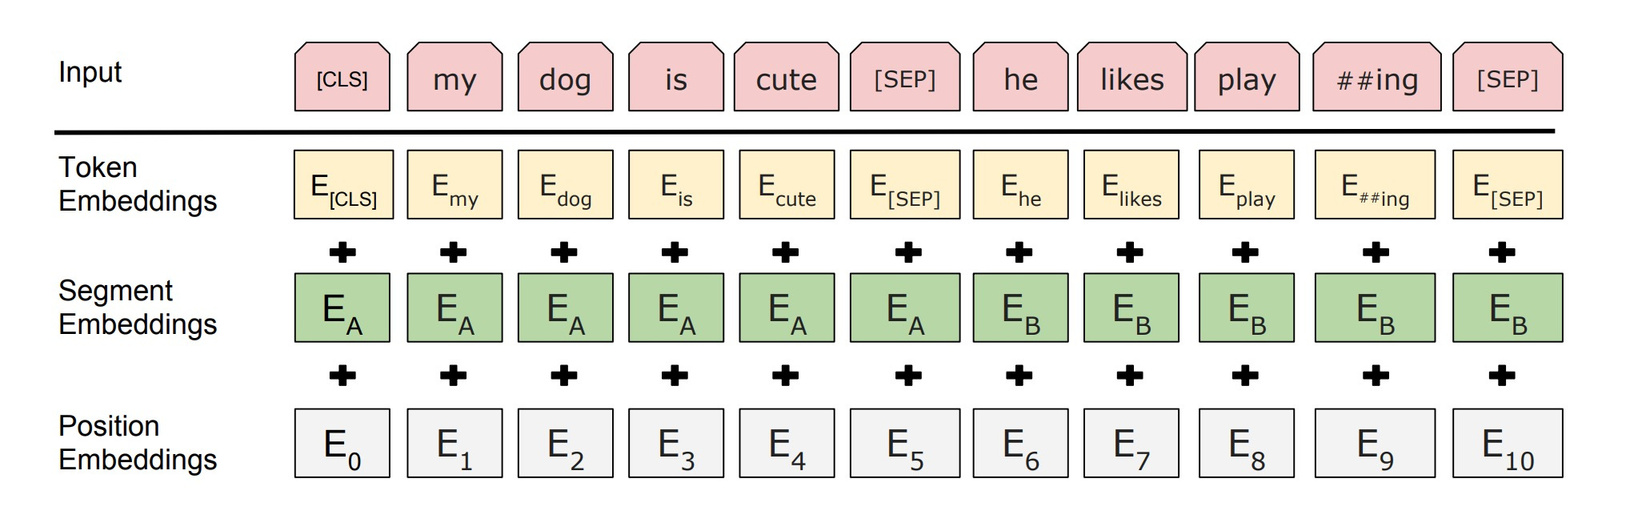 Input [CLS] my dog is cute [SEP] he likes play ##ing [SEP]
Token
Embeddings E[CLS] Emy Edog Eis Ecute E[SEP] Ehe Elikes Eplay E##ing E[SEP]
+ + + + + + + + + + +
Segment
Embeddings EA EA EA EA EA EA EB EB EB EB EB
+ + + + + + + + + + +
Position
Embeddings E0 E1 E2 E3 E4 E5 E6 E7 E8 E9 E10